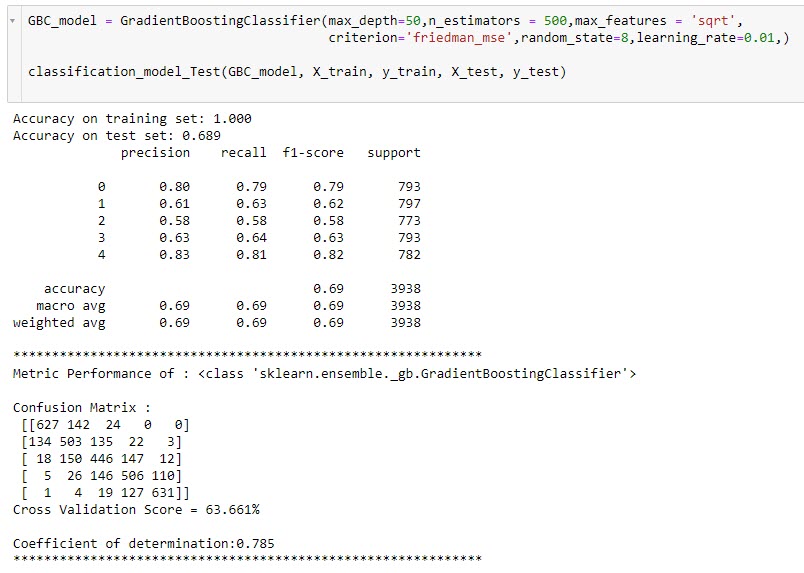 GBC_model = GradientBoostingClassifier(max_depth=50,n_estimators = 500,max_features = 'sqrt',
criterion='friedman_mse',random_state=8,learning_rate=0.01,)
classification_model_Test(GBC_model, X_train, y_train, X_test, y_test)
Accuracy on training set: 1.000
Accuracy on test set: 0.689
precision recall f1-score support
0 0.80 0.79 0.79 793
1 0.61 0.63 0.62 797
2 0.58 0.58 0.58 773
3 0.63 0.64 0.63 793
4 0.83 0.81 0.82 782
accuracy 0.69 3938
macro avg 0.69 0.69 0.69 3938
weighted avg 0.69 0.69 0.69 3938
*************************************************************
Metric Performance of : <class 'sklearn.ensemble._gb.GradientBoostingClassifier'>
Confusion Matrix :
[[627 142 24 0 0]
[134 503 135 22 3]
[ 18 150 446 147 12]
[ 5 26 146 506 110]
[ 1 4 19 127 631]]
Cross Validation Score = 63.661%
Coefficient of determination:0.785
*************************************************************